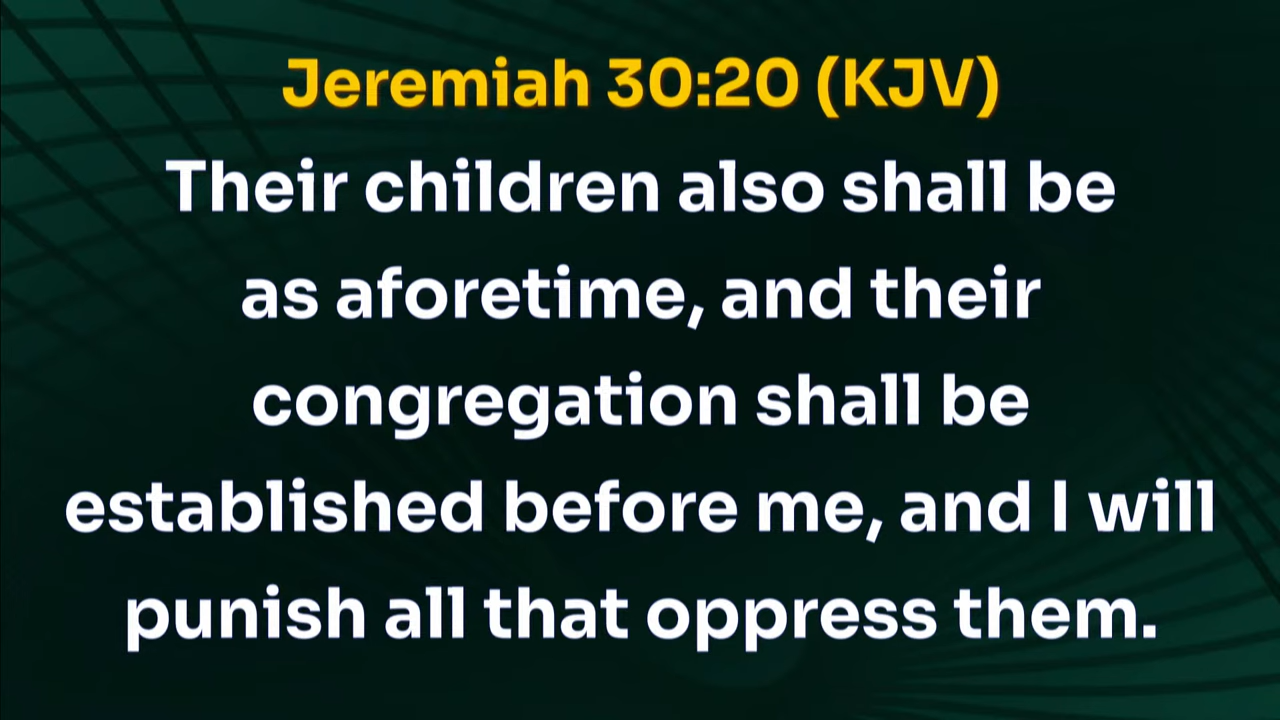 Jeremiah 30:20 (KJV)
Their children also shall be
as aforetime, and their
congregation shall be
established before me, and I will
punish all that oppress them.